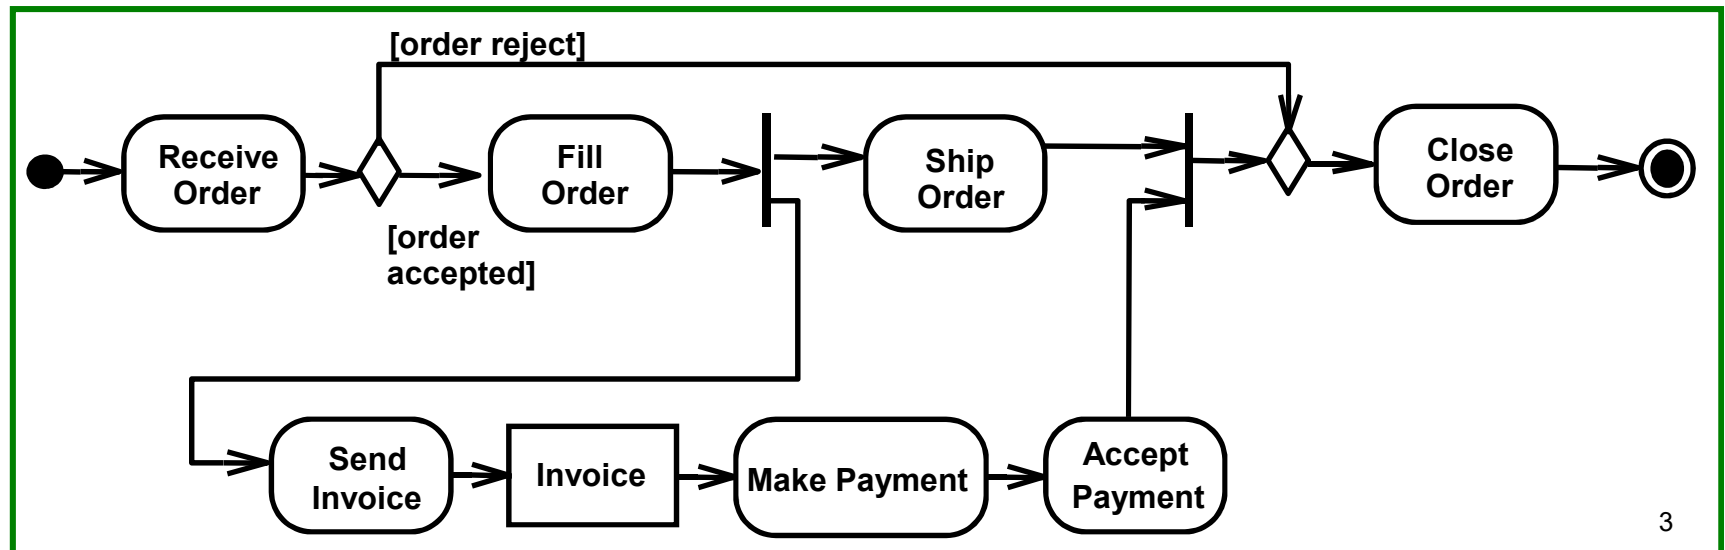 [order reject]
Receive
Order
Fill
Order
Ship
Order
Close
Order
[order
accepted]
Send
Invoice
Invoice
Make Payment
Accept
Payment
3